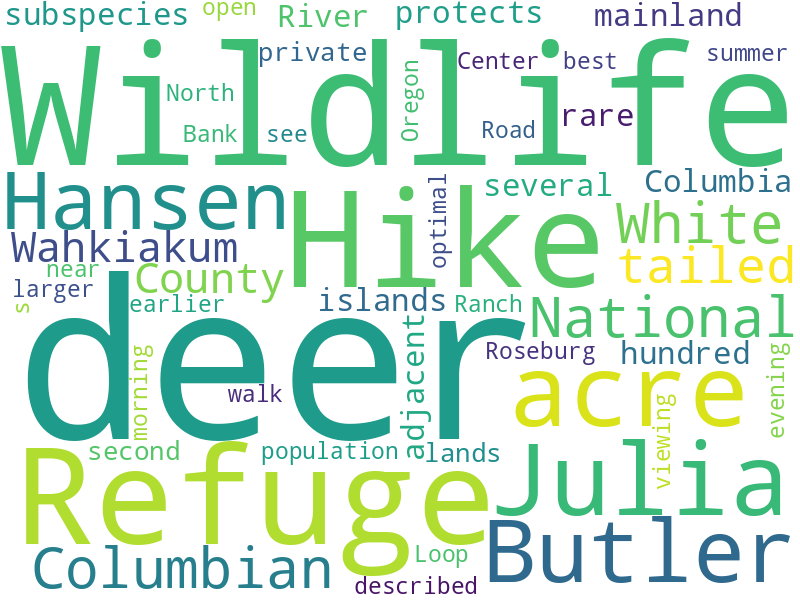 subspecies
open
River
protects
mainland
Wildlife
private
Center
best
summer
North
Oregon
rare
Bank
see
Road
Hansen
Hike
optimal
several
Columbia
Wahkiakum
White
near
County
tailed
larger
s
earlier
islands
Ranch
National
deer
adjacent
Roseburg
hundred
morning
walk
acre
evening
viewing
second
population
lands
Refuge
Julia
Columbian
Loop
Butler
described